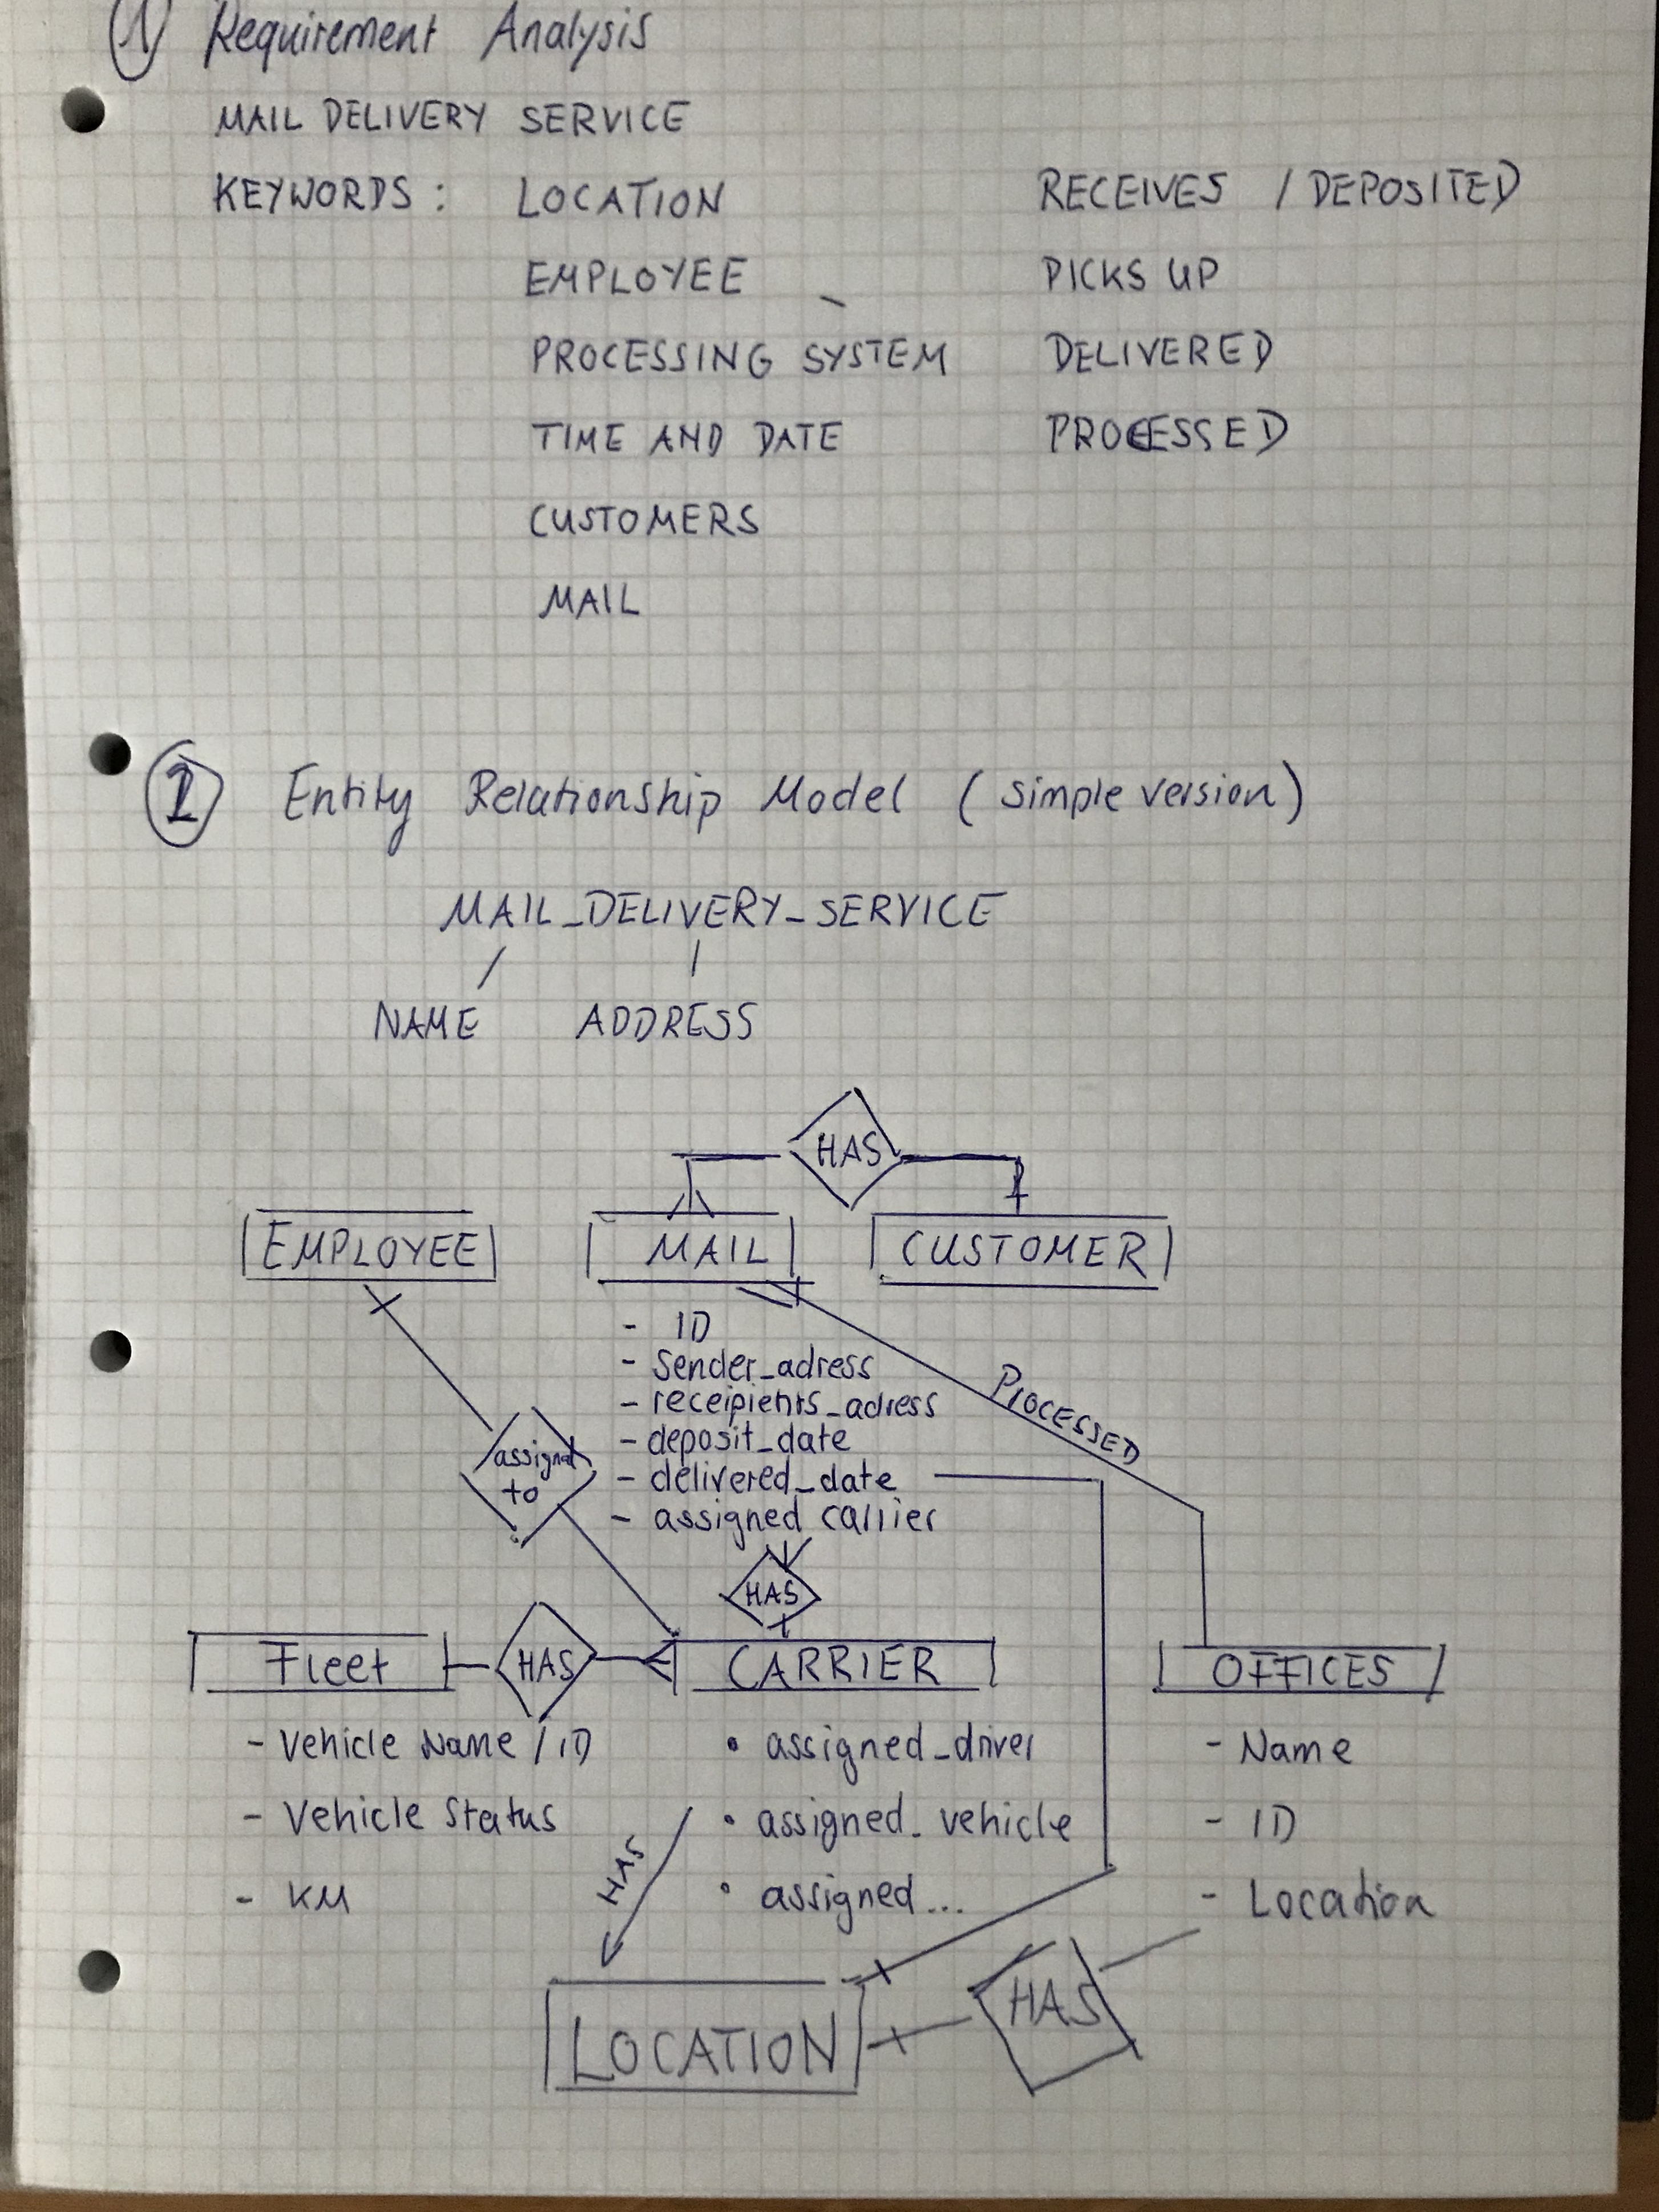 1 Requirement Analysis
MAIL DELIVERY SERVICE
KEYWORDS : LOCATION RECEIVES / DEPOSITED
EMPLOYEE PICKS UP
PROCESSING SYSTEM DELIVERED
TIME AND DATE PROCESSED
CUSTOMERS
MAIL
2 Entity Relationship Model ( simple version )
MAIL_DELIVERY_SERVICE
NAME ADDRESS
HAS
EMPLOYEE MAIL CUSTOMER
- ID
- Sender_adress
- receipients_adress
PROCESSED
- deposit_date
assigned to
- delivered_date
- assigned carrier
HAS
Fleet HAS CARRIER OFFICES
- Vehicle Name / ID • assigned_driver - Name
- Vehicle Status • assigned_vehicle - ID
HAS
- KM • assigned... - Location
LOCATION HAS